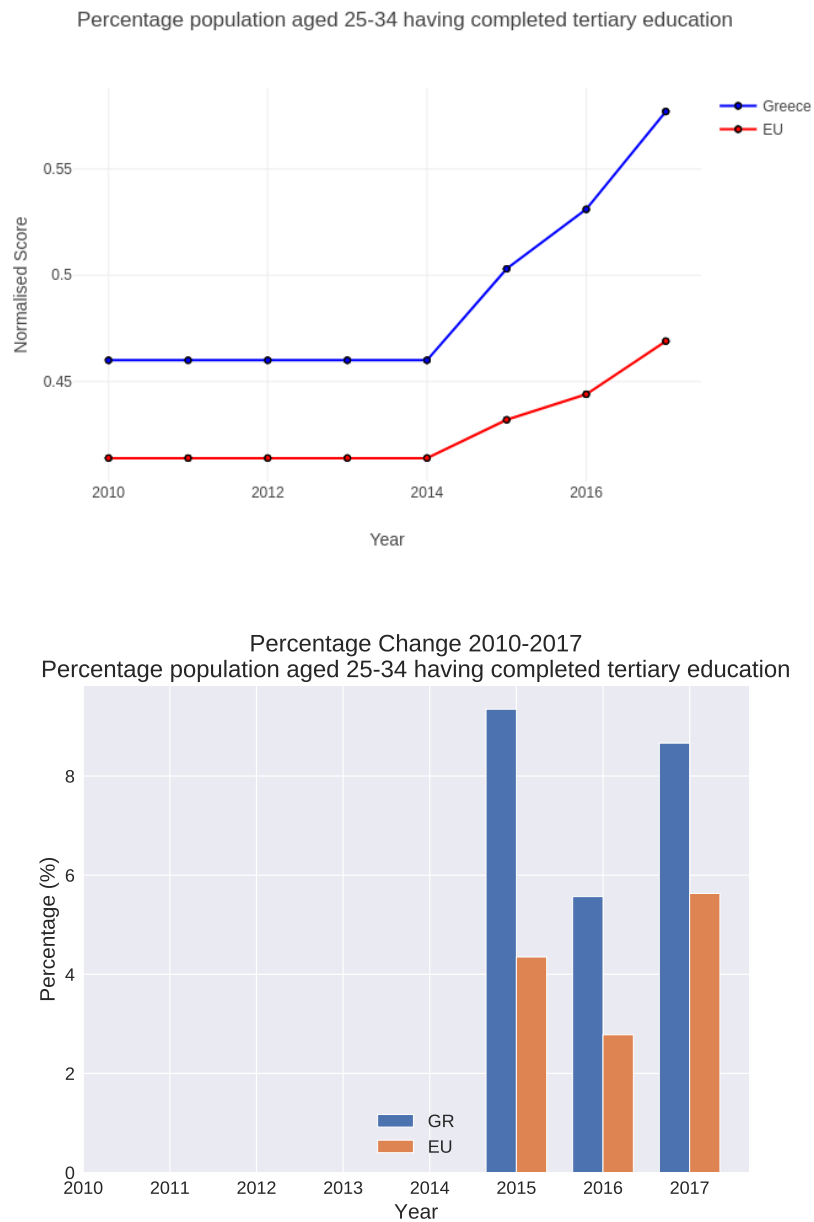 Percentage population aged 25-34 having completed tertiary education
Greece
EU
0.55
0.5
0.45
Normalised Score
2010 2012 2014 2016
Year
Percentage Change 2010-2017
Percentage population aged 25-34 having completed tertiary education
8
6
4
2
0
Percentage (%)
GR
EU
2010 2011 2012 2013 2014 2015 2016 2017
Year